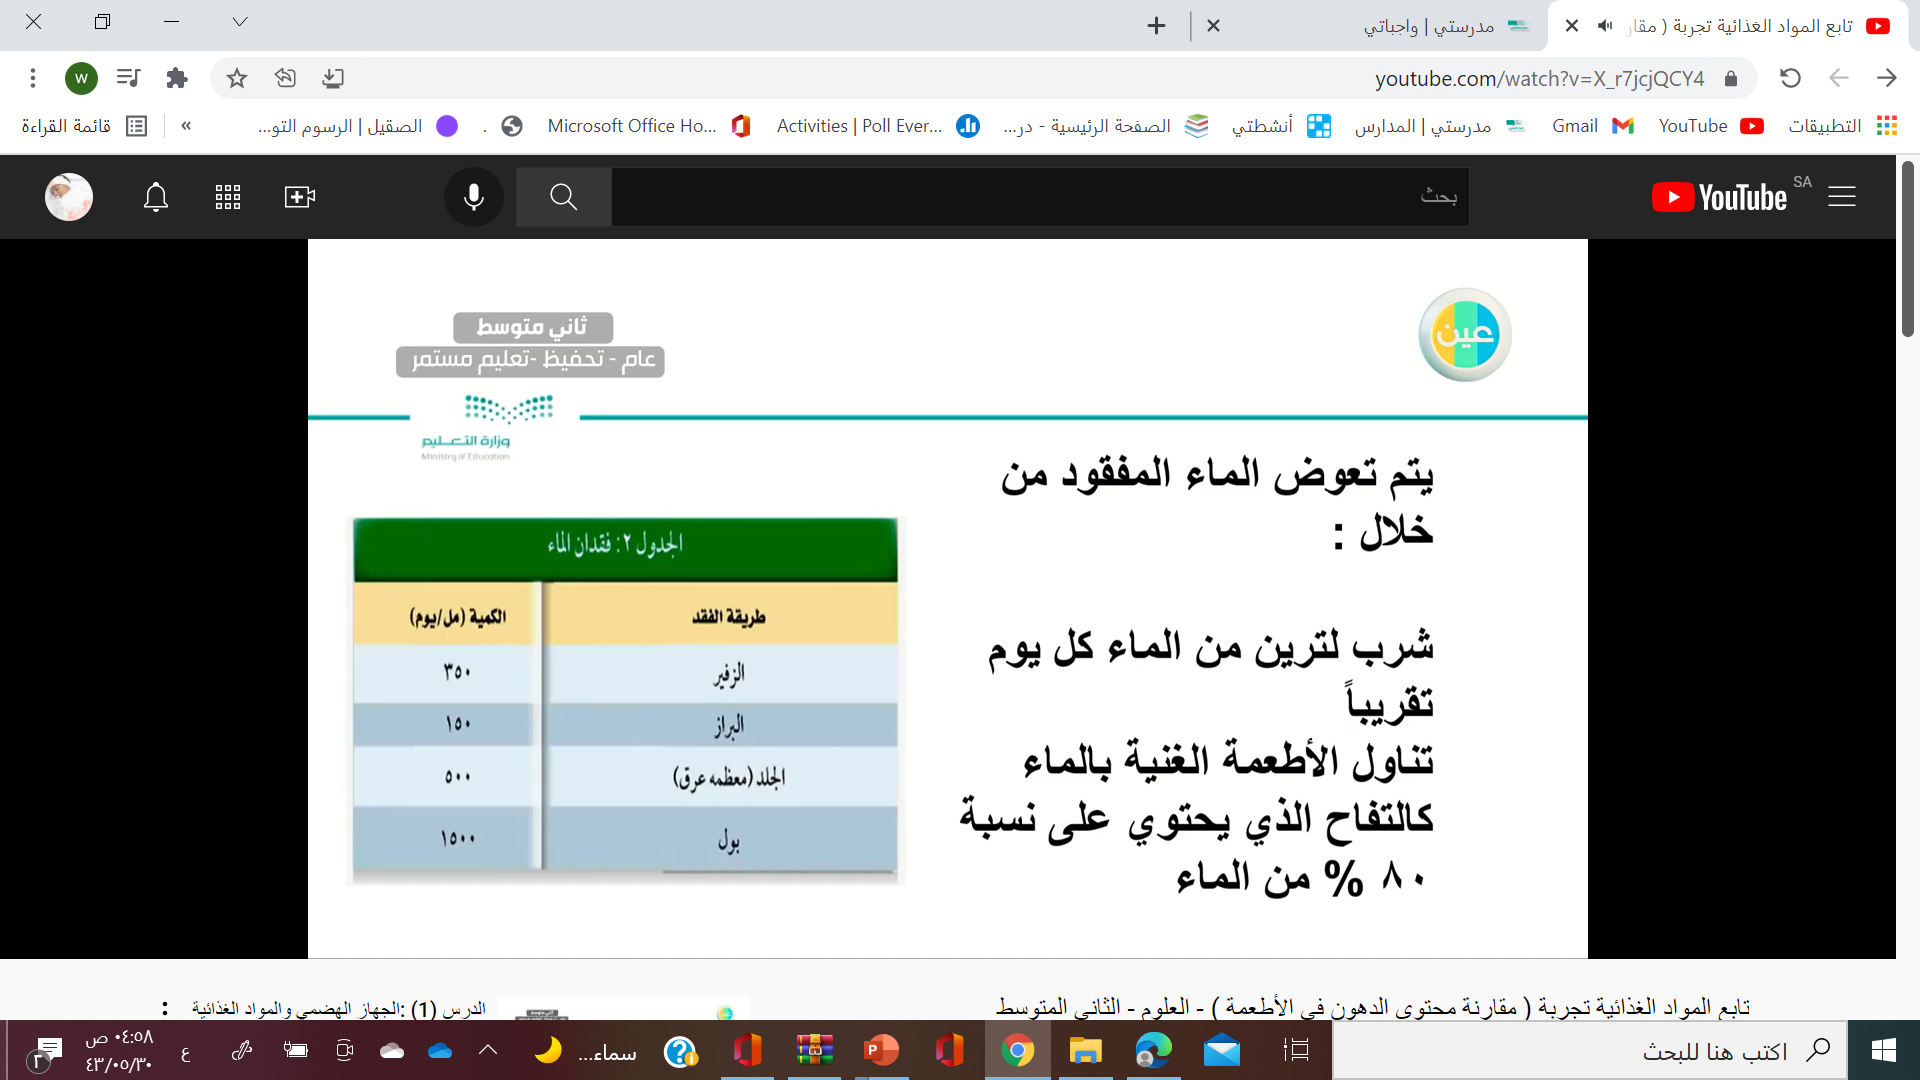 تابع المواد الغذائية تجربة ( مقار
مدرستي | واجباتي
youtube.com/watch?v=X_r7jcjQCY4
W
التطبيقات
YouTube
Gmail
مدرستي | المدارس
أنشطتي
الصفحة الرئيسية - در...
Activities | Poll Ever...
Microsoft Office Ho...
.
الصقيل | الرسوم التو...
»
قائمة القراءة
YouTube SA
بحث
عين
ثاني متوسط
عام - تحفيظ -تعليم مستمر
وزارة التعليم
Ministry of Education
يتم تعوض الماء المفقود من
خلال :
شرب لترين من الماء كل يوم
تقريباً
تناول الأطعمة الغنية بالماء
كالتفاح الذي يحتوي على نسبة
٨٠ % من الماء
الجدول ٢: فقدان الماء
طريقة الفقد الكمية (مل/يوم)
الزفير ٣٥٠
البراز ١٥٠
الجلد (معظمه عرق) ٥٠٠
بول ١٥٠٠
تابع المواد الغذائية تجربة ( مقارنة محتوى الدهون في الأطعمة ) - العلوم - الثاني المتوسط
الدرس (1) :الجهاز الهضمي والمواد الغذائية
اكتب هنا للبحث
سماء...
ع
٠٤:٥٨ ص
٤٣/٠٥/٣٠
٢